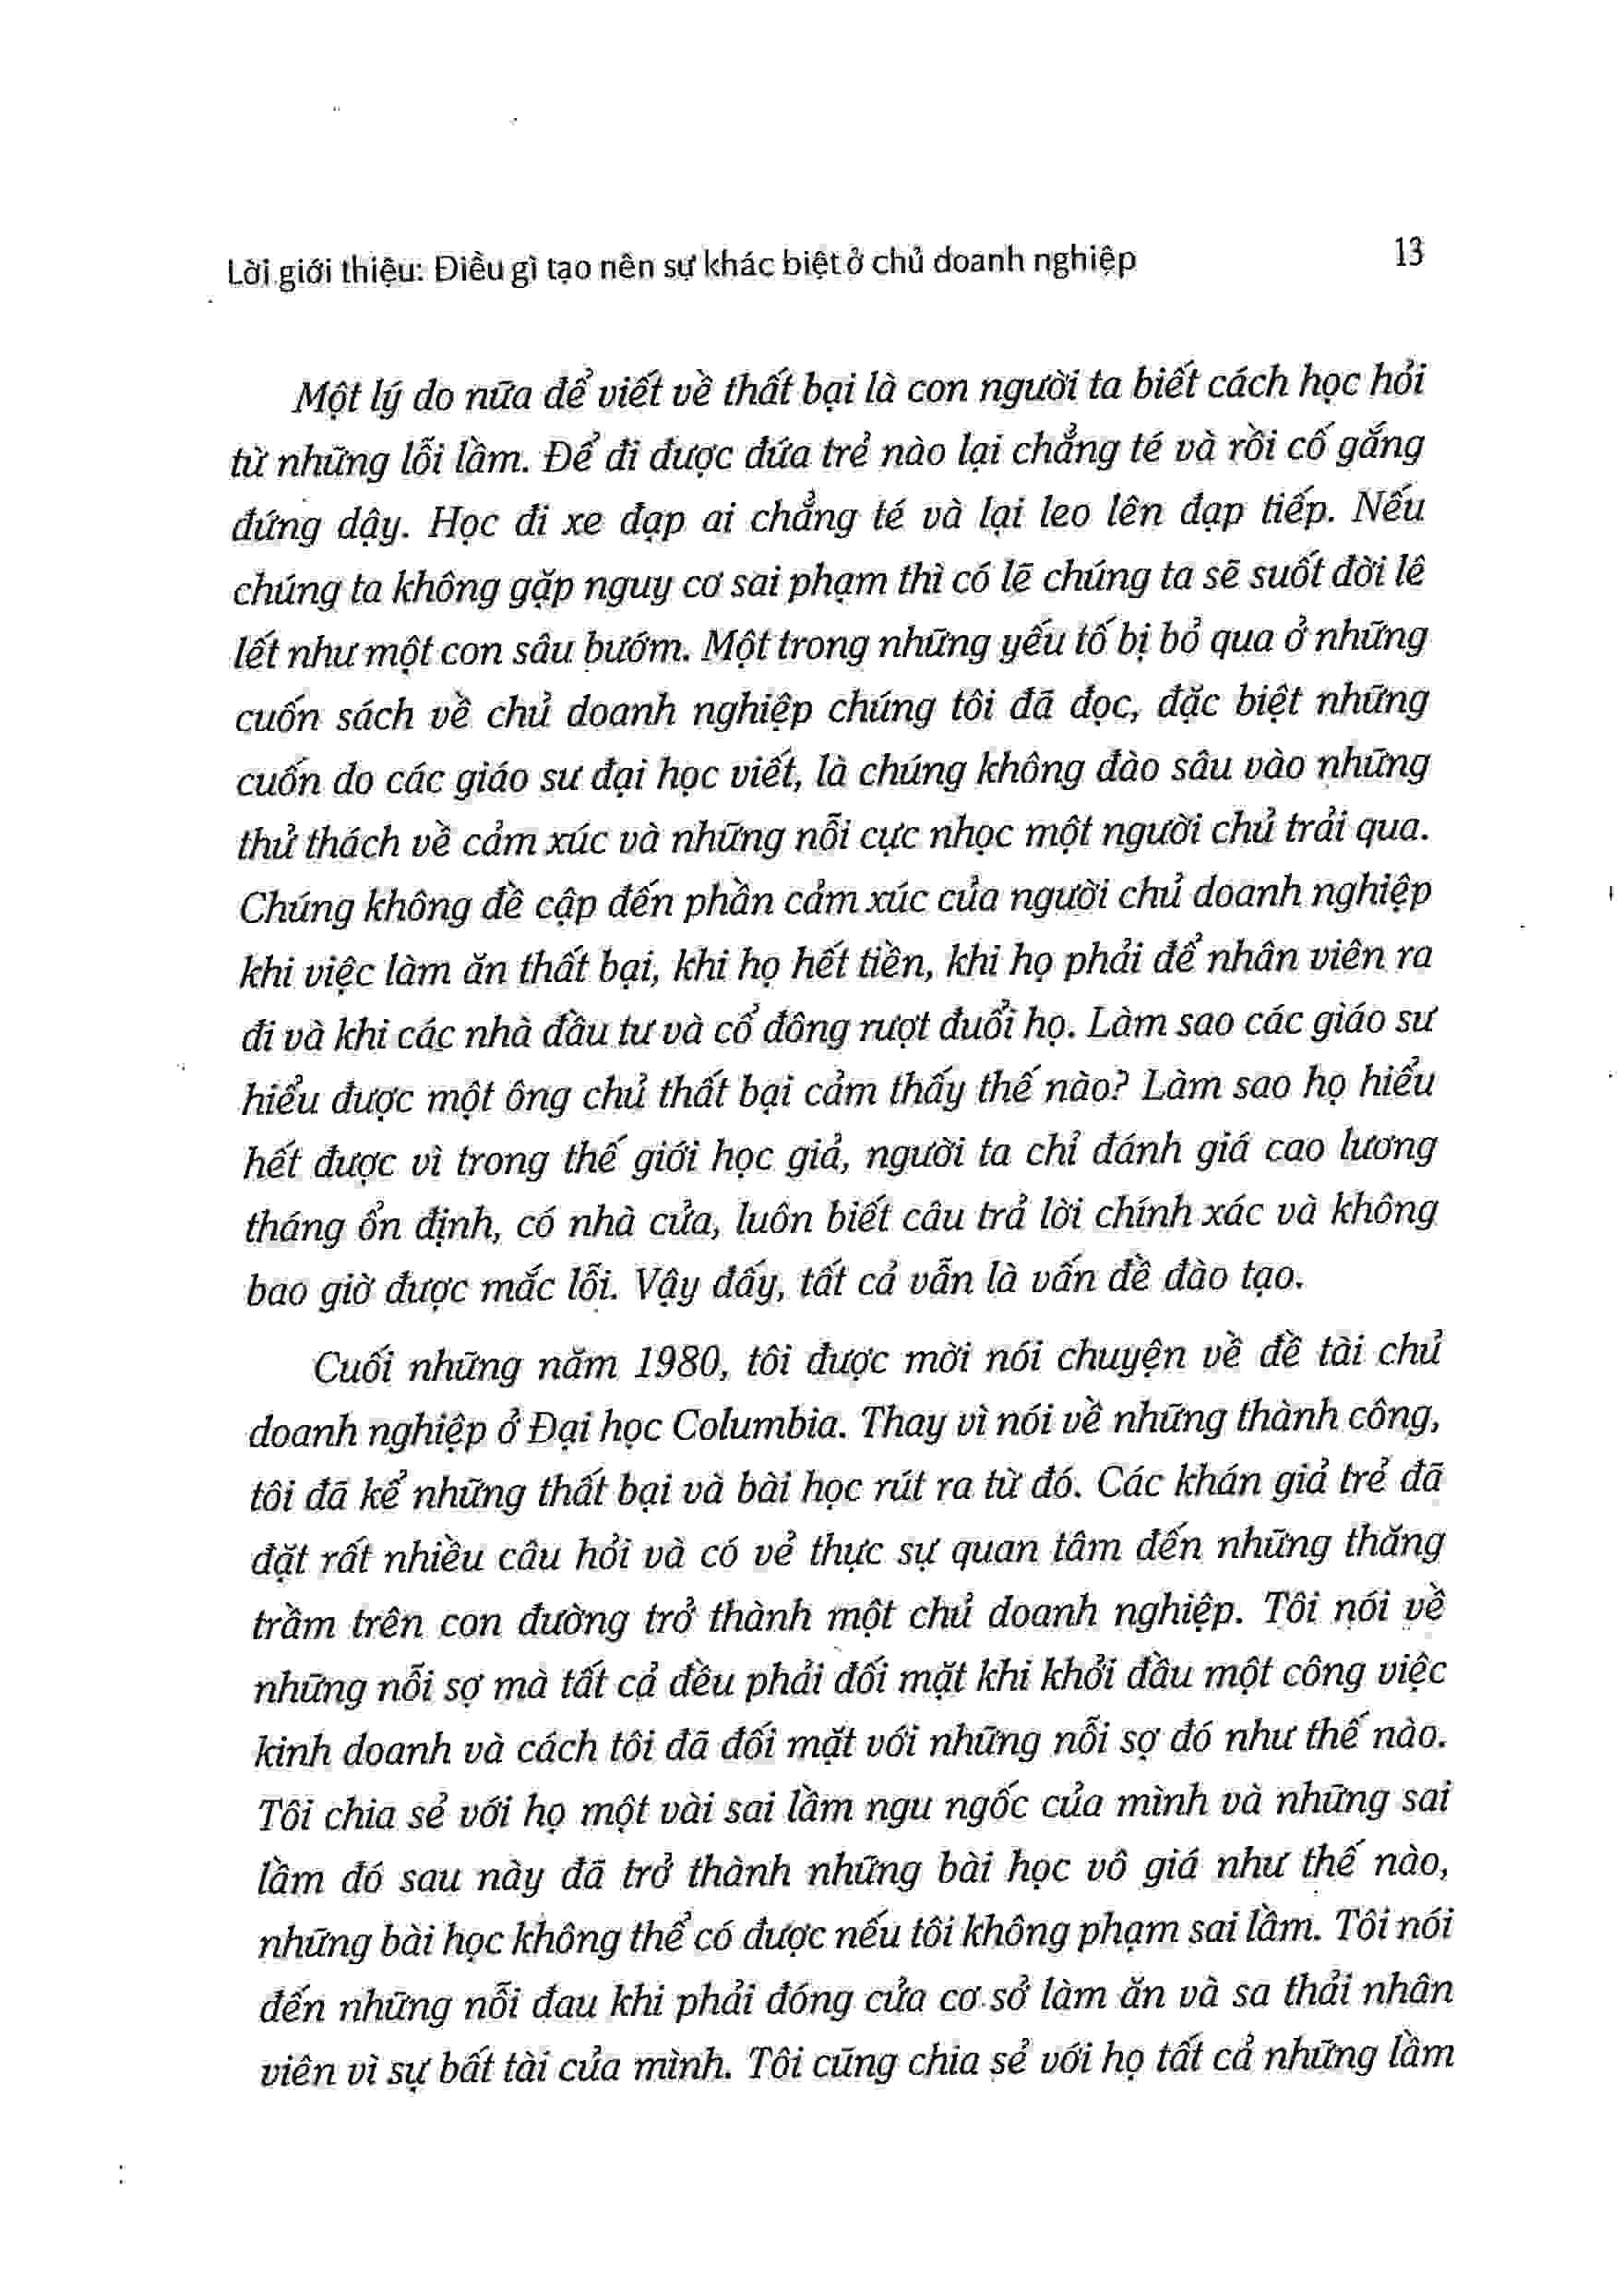 Lời giới thiệu: Điều gì tạo nên sự khác biệt ở chủ doanh nghiệp 13
Một lý do nữa để viết về thất bại là con người ta biết cách học hỏi
từ những lỗi lầm. Để đi được đứa trẻ nào lại chẳng té và rồi cố gắng
đứng dậy. Học đi xe đạp ai chẳng té và lại leo lên đạp tiếp. Nếu
chúng ta không gặp nguy cơ sai phạm thì có lẽ chúng ta sẽ suốt đời lê
lết như một con sâu bướm. Một trong những yếu tố bị bỏ qua ở những
cuốn sách về chủ doanh nghiệp chúng tôi đã đọc, đặc biệt những
cuốn do các giáo sư đại học viết, là chúng không đào sâu vào những
thử thách về cảm xúc và những nỗi cực nhọc một người chủ trải qua.
Chúng không đề cập đến phần cảm xúc của người chủ doanh nghiệp
khi việc làm ăn thất bại, khi họ hết tiền, khi họ phải để nhân viên ra
đi và khi các nhà đầu tư và cổ đông rượt đuổi họ. Làm sao các giáo sư
hiểu được một ông chủ thất bại cảm thấy thế nào? Làm sao họ hiểu
hết được vì trong thế giới học giả, người ta chỉ đánh giá cao lương
tháng ổn định, có nhà cửa, luôn biết câu trả lời chính xác và không
bao giờ được mắc lỗi. Vậy đấy, tất cả vẫn là vấn đề đào tạo.
Cuối những năm 1980, tôi được mời nói chuyện về đề tài chủ
doanh nghiệp ở Đại học Columbia. Thay vì nói về những thành công,
tôi đã kể những thất bại và bài học rút ra từ đó. Các khán giả trẻ đã
đặt rất nhiều câu hỏi và có vẻ thực sự quan tâm đến những thăng
trầm trên con đường trở thành một chủ doanh nghiệp. Tôi nói về
những nỗi sợ mà tất cả đều phải đối mặt khi khởi đầu một công việc
kinh doanh và cách tôi đã đối mặt với những nỗi sợ đó như thế nào.
Tôi chia sẻ với họ một vài sai lầm ngu ngốc của mình và những sai
lầm đó sau này đã trở thành những bài học vô giá như thế nào,
những bài học không thể có được nếu tôi không phạm sai lầm. Tôi nói
đến những nỗi đau khi phải đóng cửa cơ sở làm ăn và sa thải nhân
viên vì sự bất tài của mình. Tôi cũng chia sẻ với họ tất cả những lầm